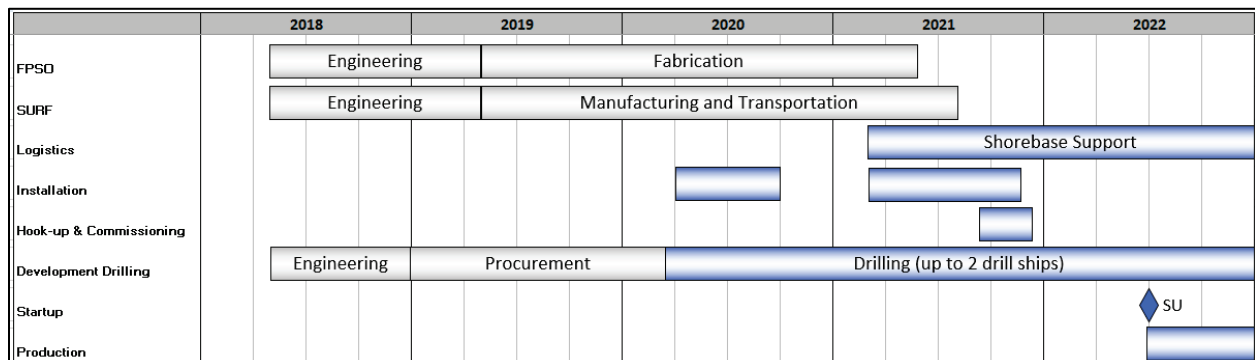 2018 2019 2020 2021 2022
FPSO Engineering Fabrication
SURF Engineering Manufacturing and Transportation
Logistics Shorebase Support
Installation
Hook-up & Commissioning
Development Drilling Engineering Procurement Drilling (up to 2 drill ships)
Startup SU
Production